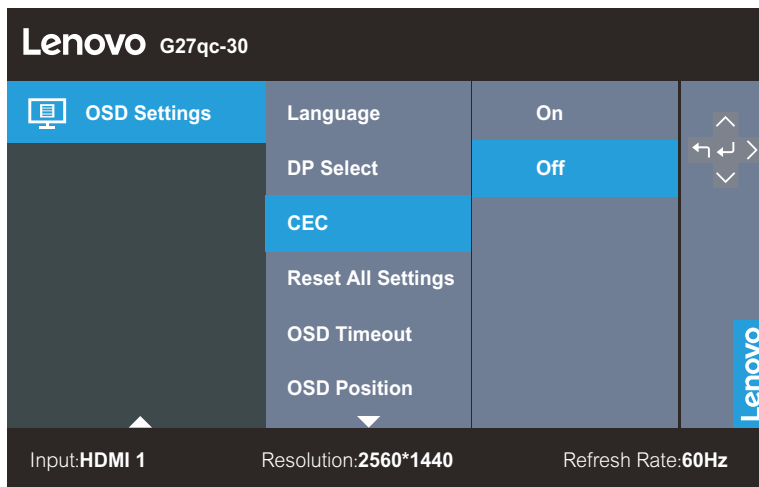 Lenovo G27qc-30
OSD Settings
Language
DP Select
CEC
Reset All Settings
OSD Timeout
OSD Position
On
Off
Lenovo
Input:HDMI 1 Resolution:2560*1440 Refresh Rate:60Hz